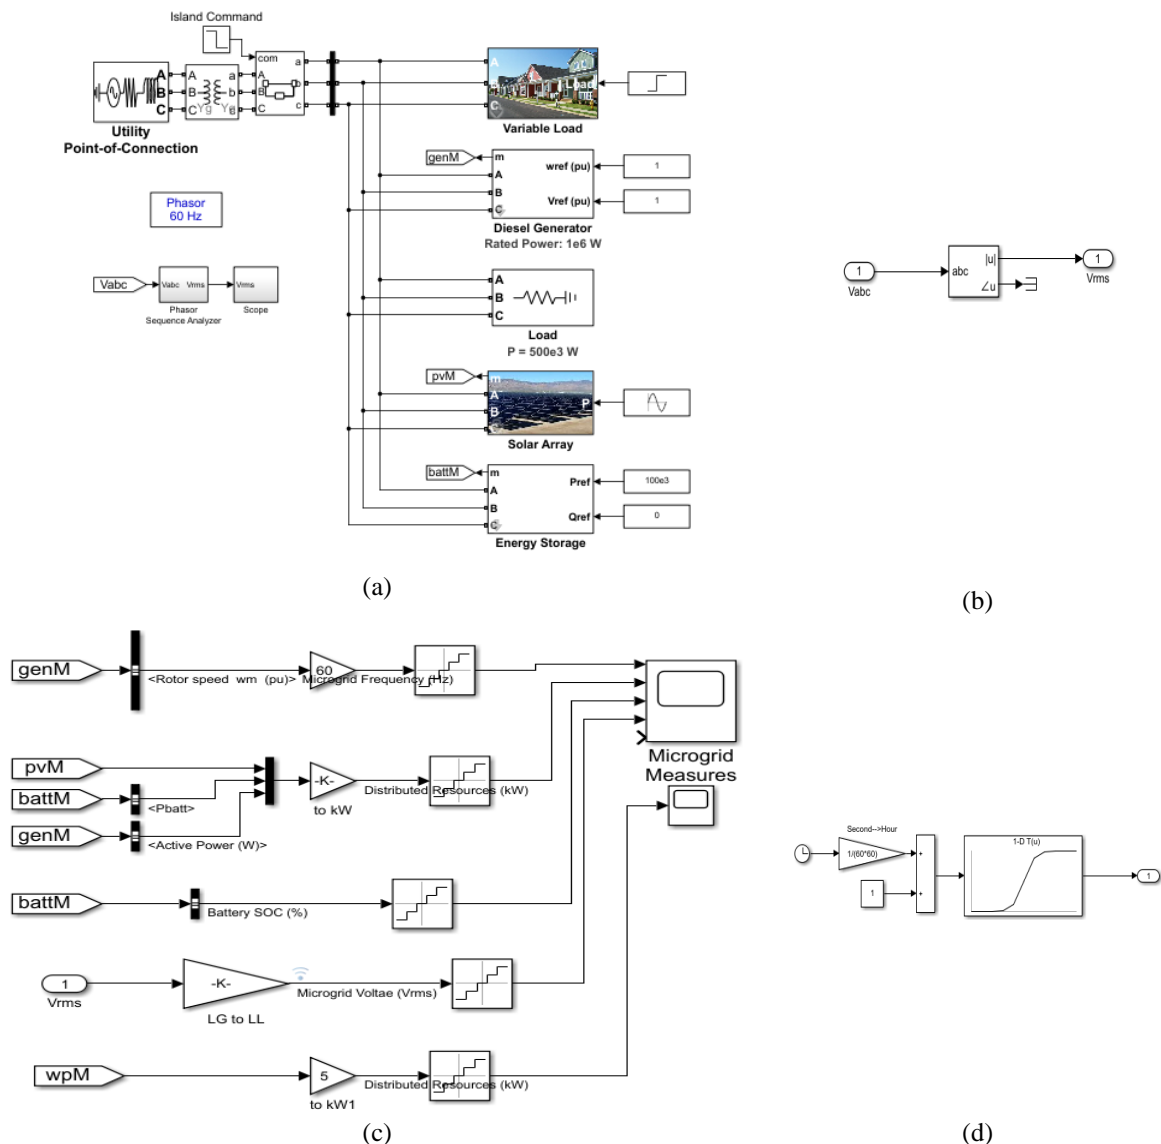 Island Command
com
A
B
C
A
B
C
a
b
c
Yg
A
B
C
a
b
c
Utility
Point-of-Connection
A
B
C
Variable Load
genM
m
A
B
C
wref (pu)
Vref (pu)
1
1
Diesel Generator
Rated Power: 1e6 W
Phasor
60 Hz
Vabc
Vabc
Vrms
Vrms
Phasor
Sequence Analyzer
Scope
A
B
C
Load
P = 500e3 W
pvM
m
A
B
C
P
Solar Array
battM
m
A
B
C
Pref
Qref
100e3
0
Energy Storage
(a)
1
Vabc
abc
|u|
∠u
1
Vrms
(b)
genM
<Rotor speed wm (pu)>
60
Microgrid Frequency (Hz)
pvM
battM
<Pbatt>
genM
<Active Power (W)>
-K-
to kW
Distributed Resources (kW)
Microgrid
Measures
battM
Battery SOC (%)
1
Vrms
-K-
LG to LL
Microgrid Voltae (Vrms)
wpM
5
to kW1
Distributed Resources (kW)
(c)
Second-->Hour
1/(60*60)
1
+
+
1-D T(u)
1
(d)